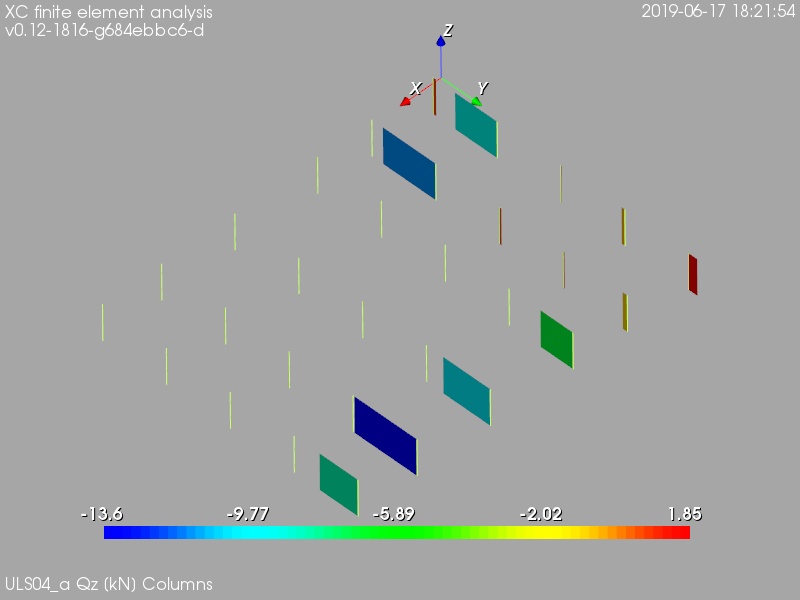 XC finite element analysis
v0.12-1816-g684ebbc6-d
2019-06-17 18:21:54
Z
X
Y
-13.6 -9.77 -5.89 -2.02 1.85
ULS04_a Qz (kN) Columns